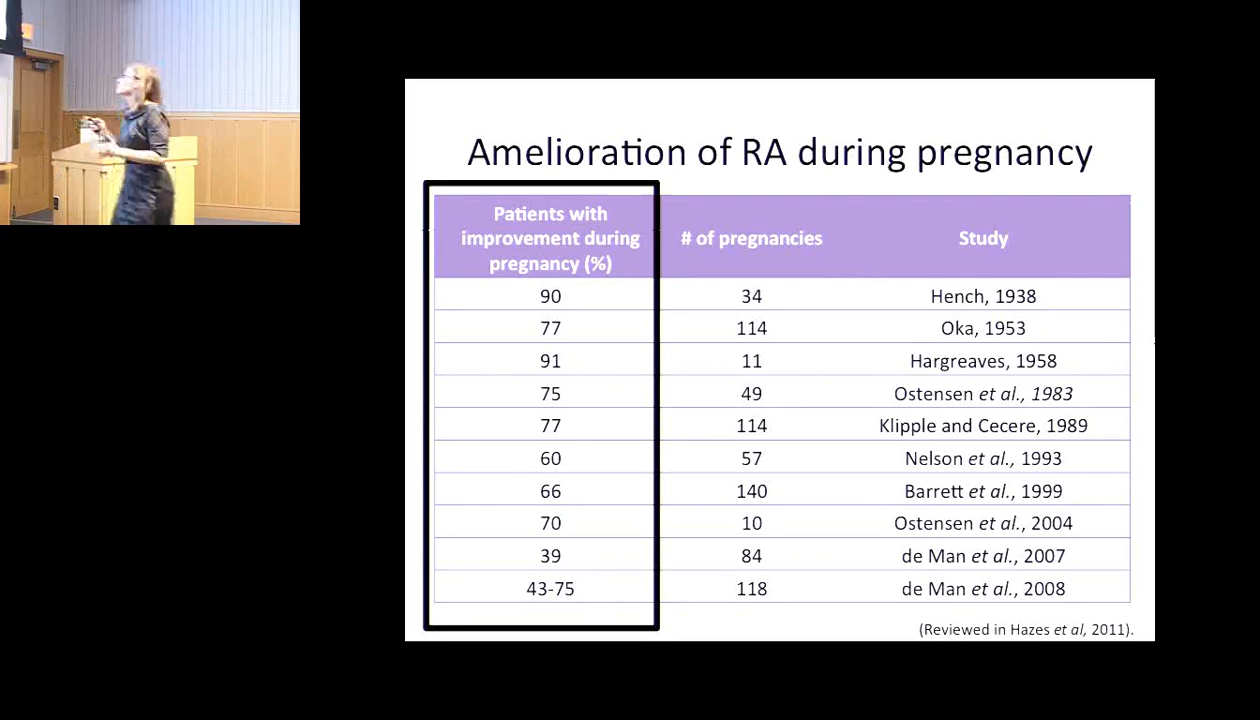 Amelioration of RA during pregnancy
Patients with
improvement during
pregnancy (%)
# of pregnancies
Study
90 34 Hench, 1938
77 114 Oka, 1953
91 11 Hargreaves, 1958
75 49 Ostensen et al., 1983
77 114 Klipple and Cecere, 1989
60 57 Nelson et al., 1993
66 140 Barrett et al., 1999
70 10 Ostensen et al., 2004
39 84 de Man et al., 2007
43-75 118 de Man et al., 2008
(Reviewed in Hazes et al, 2011).